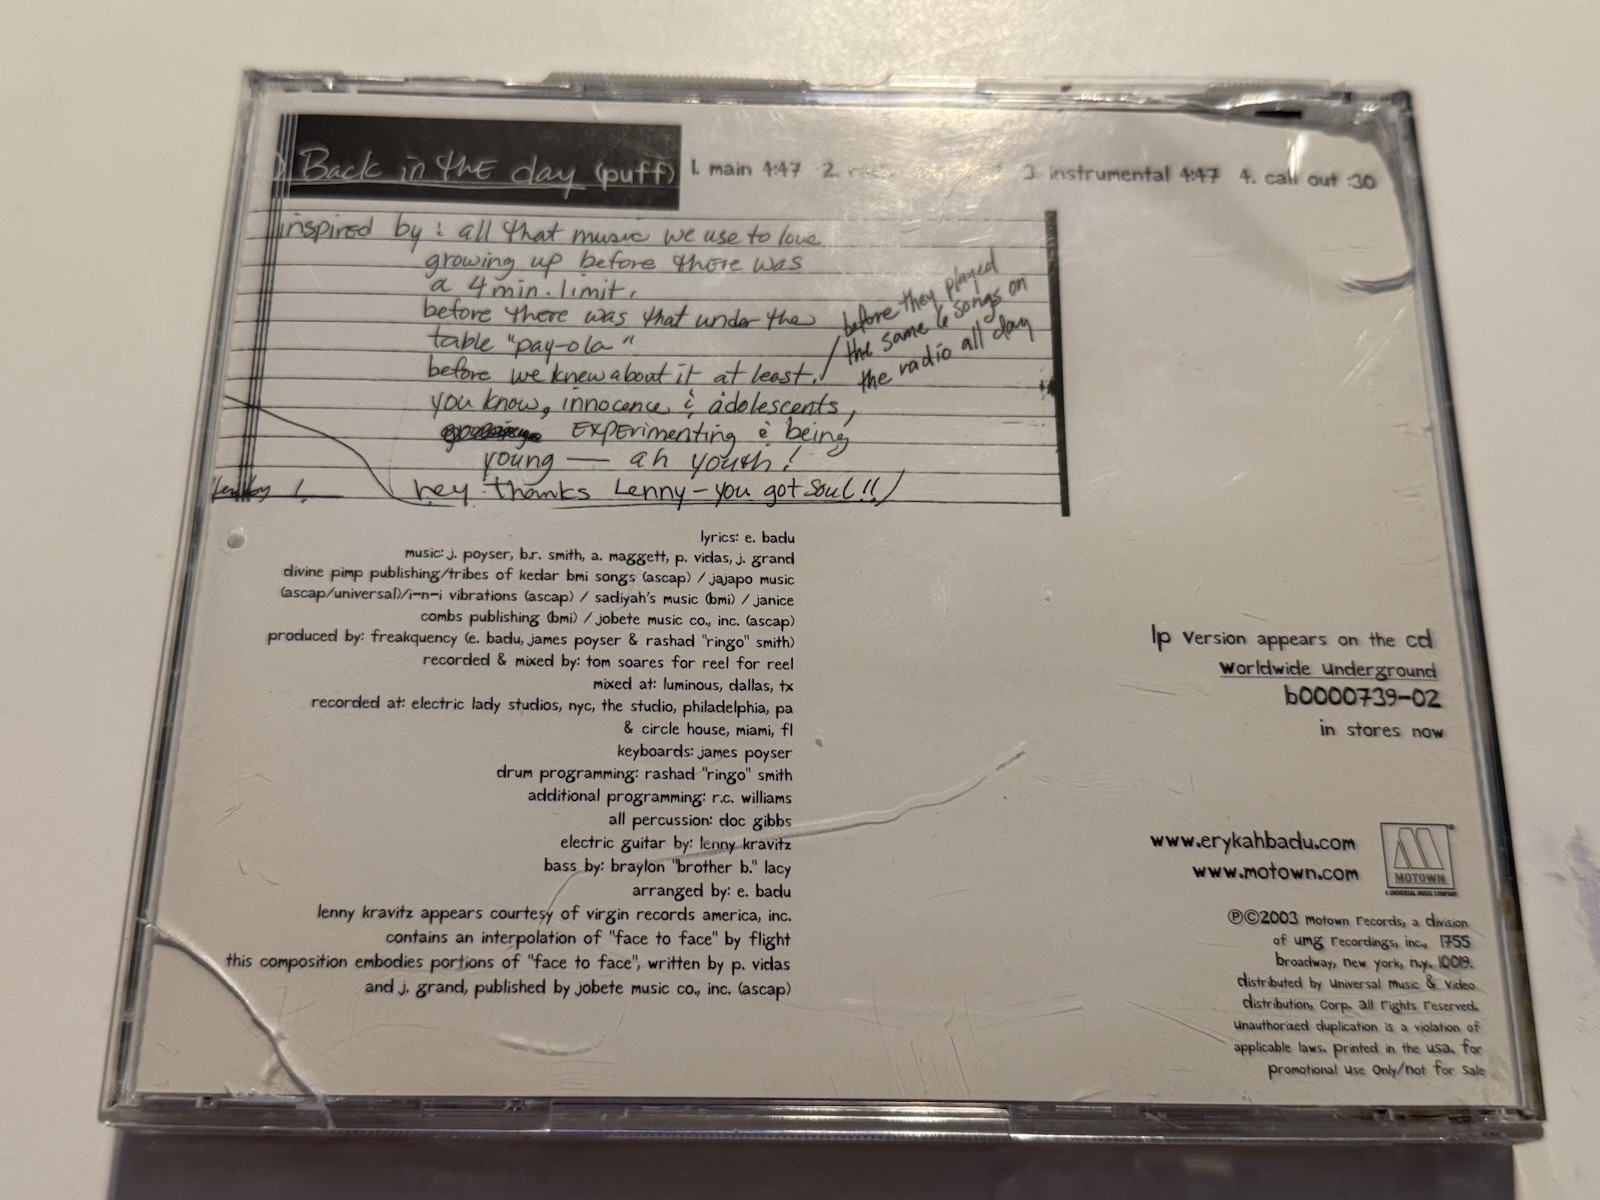 Back in the day (puff) 1. main 4:47 2. 3. instrumental 4:47 4. call out :30
inspired by : all that music we use to love
growing up before there was
a 4 min. limit.
before there was that under the
table "pay-ola"
before we knew about it at least.
before they played
the same 6 songs on
the radio all day
you know, innocence & adolescents,
Experimenting & being
young — ah youth!
hey thanks Lenny - you got soul!!
lyrics: e. badu
music: j. poyser, b.r. smith, a. maggett, p. vidas, j. grand
divine pimp publishing/tribes of kedar bmi songs (ascap) / jajapo music
(ascap/universal)/i-n-i vibrations (ascap) / sadiyah's music (bmi) / janice
combs publishing (bmi) / jobete music co., inc. (ascap)
produced by: freakquency (e. badu, james poyser & rashad "ringo" smith)
recorded & mixed by: tom soares for reel for reel
mixed at: luminous, dallas, tx
recorded at: electric lady studios, nyc, the studio, philadelphia, pa
& circle house, miami, fl
keyboards: james poyser
drum programming: rashad "ringo" smith
additional programming: r.c. williams
all percussion: doc gibbs
electric guitar by: lenny kravitz
bass by: braylon "brother b." lacy
arranged by: e. badu
lenny kravitz appears courtesy of virgin records america, inc.
contains an interpolation of "face to face" by flight
this composition embodies portions of "face to face", written by p. vidas
and j. grand, published by jobete music co., inc. (ascap)
lp version appears on the cd
worldwide underground
b0000739-02
in stores now
www.erykahbadu.com
www.motown.com
MOTOWN
A UNIVERSAL MUSIC COMPANY
℗©2003 motown records, a division
of umg recordings, inc., 1755
broadway, new york, n.y. 10019.
distributed by universal music & video
distribution, corp. all rights reserved.
unauthorized duplication is a violation of
applicable laws. printed in the usa. for
promotional use only/not for sale